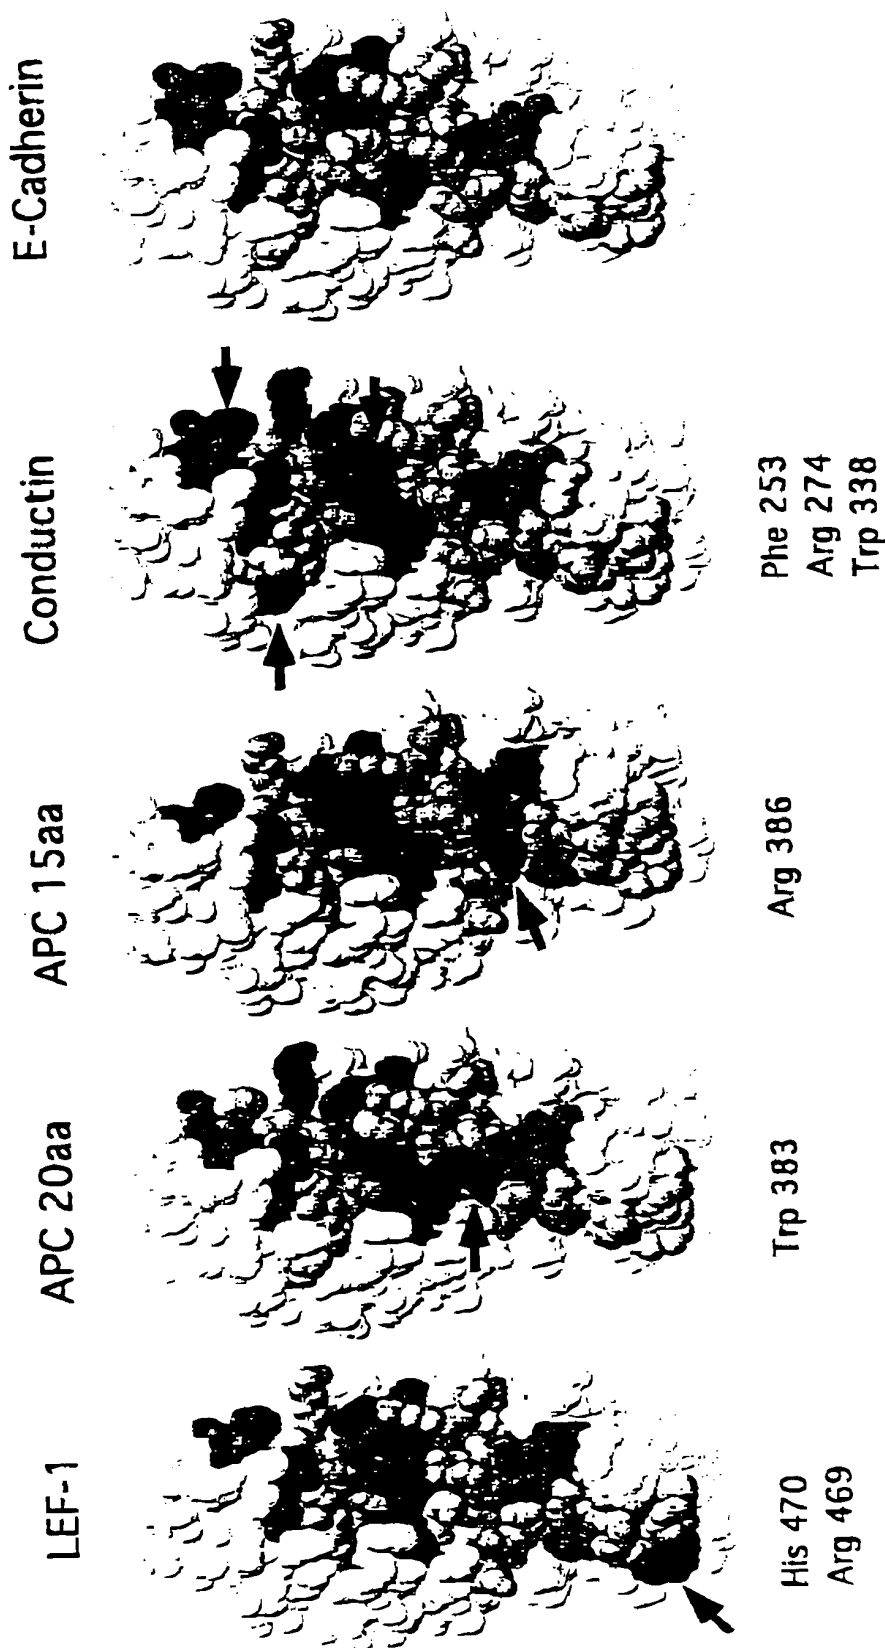 LEF-1
APC 20aa
APC 15aa
Conductin
E-Cadherin
His 470
Arg 469
Trp 383
Arg 386
Phe 253
Arg 274
Trp 338